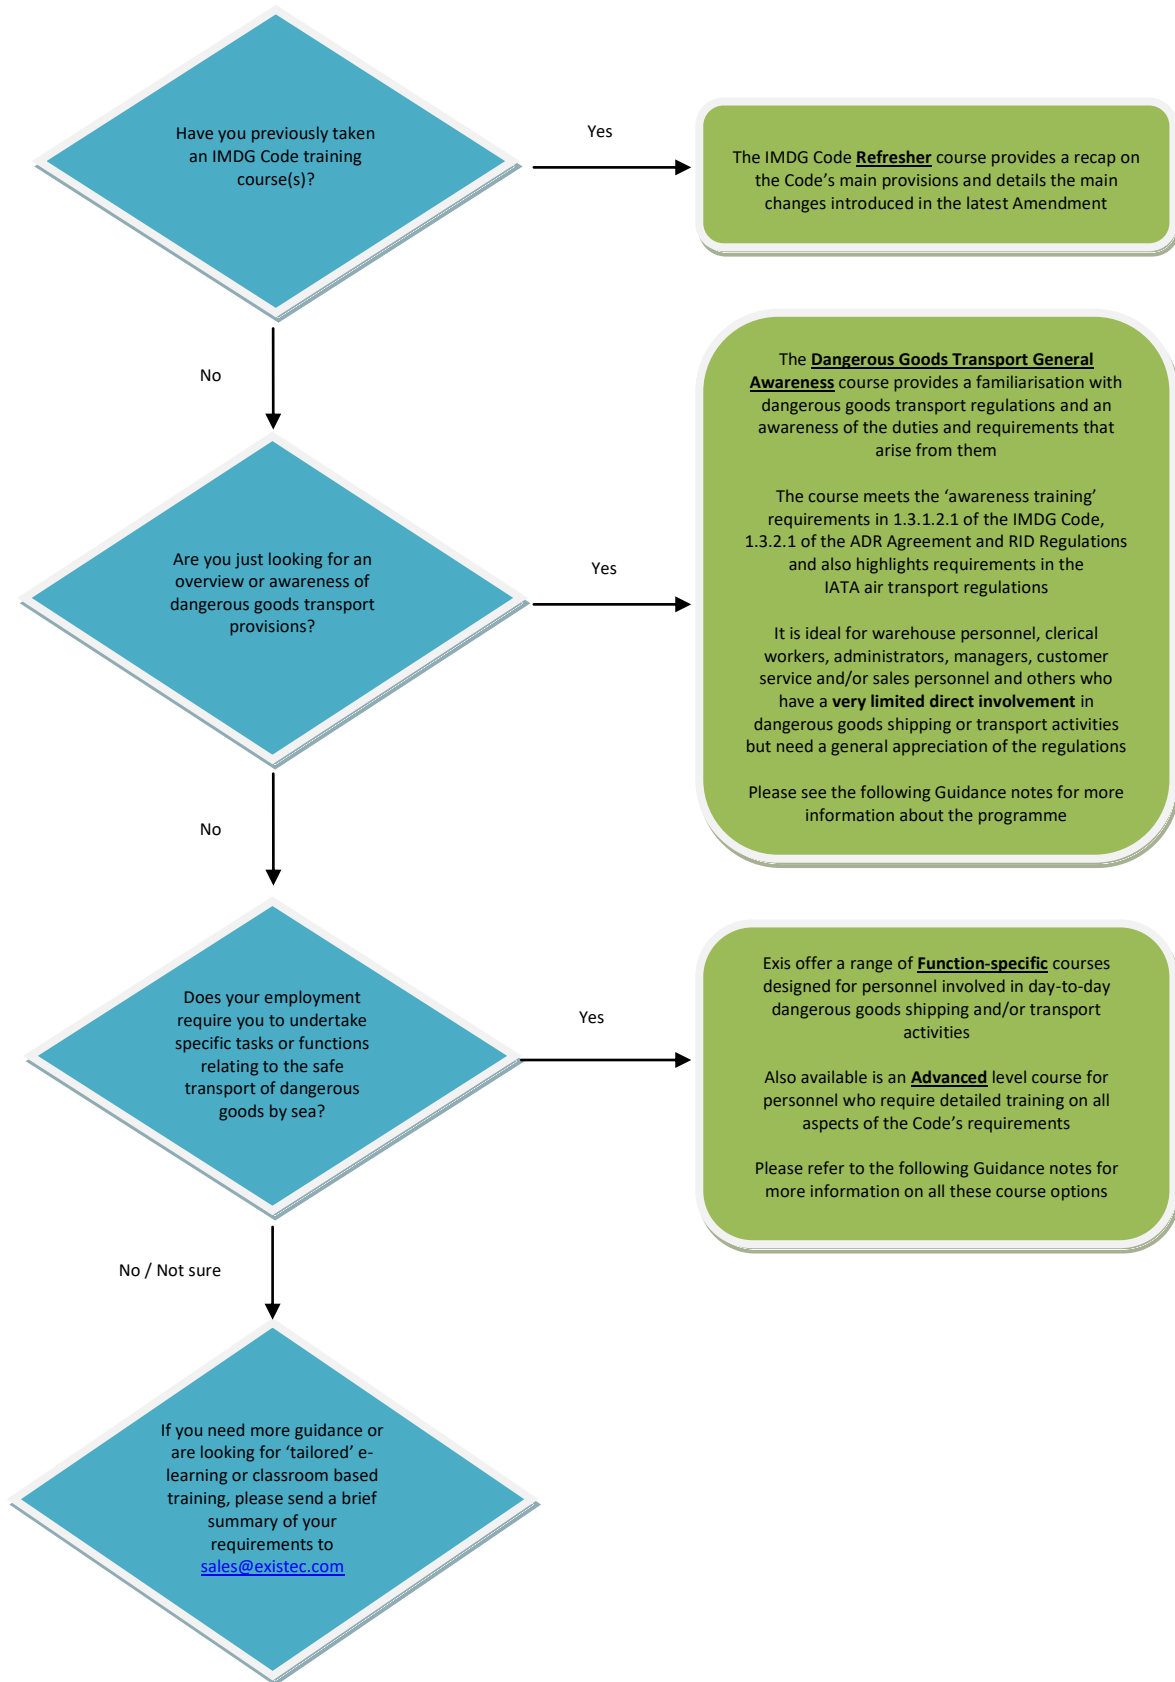 Have you previously taken
an IMDG Code training
course(s)?
Yes
The IMDG Code Refresher course provides a recap on
the Code’s main provisions and details the main
changes introduced in the latest Amendment
No
Are you just looking for an
overview or awareness of
dangerous goods transport
provisions?
Yes
The Dangerous Goods Transport General
Awareness course provides a familiarisation with
dangerous goods transport regulations and an
awareness of the duties and requirements that
arise from them
The course meets the ‘awareness training’
requirements in 1.3.1.2.1 of the IMDG Code,
1.3.2.1 of the ADR Agreement and RID Regulations
and also highlights requirements in the
IATA air transport regulations
It is ideal for warehouse personnel, clerical
workers, administrators, managers, customer
service and/or sales personnel and others who
have a very limited direct involvement in
dangerous goods shipping or transport activities
but need a general appreciation of the regulations
Please see the following Guidance notes for more
information about the programme
No
Does your employment
require you to undertake
specific tasks or functions
relating to the safe
transport of dangerous
goods by sea?
Yes
Exis offer a range of Function-specific courses
designed for personnel involved in day-to-day
dangerous goods shipping and/or transport
activities
Also available is an Advanced level course for
personnel who require detailed training on all
aspects of the Code’s requirements
Please refer to the following Guidance notes for
more information on all these course options
No / Not sure
If you need more guidance or
are looking for ‘tailored’ e-
learning or classroom based
training, please send a brief
summary of your
requirements to
sales@existec.com